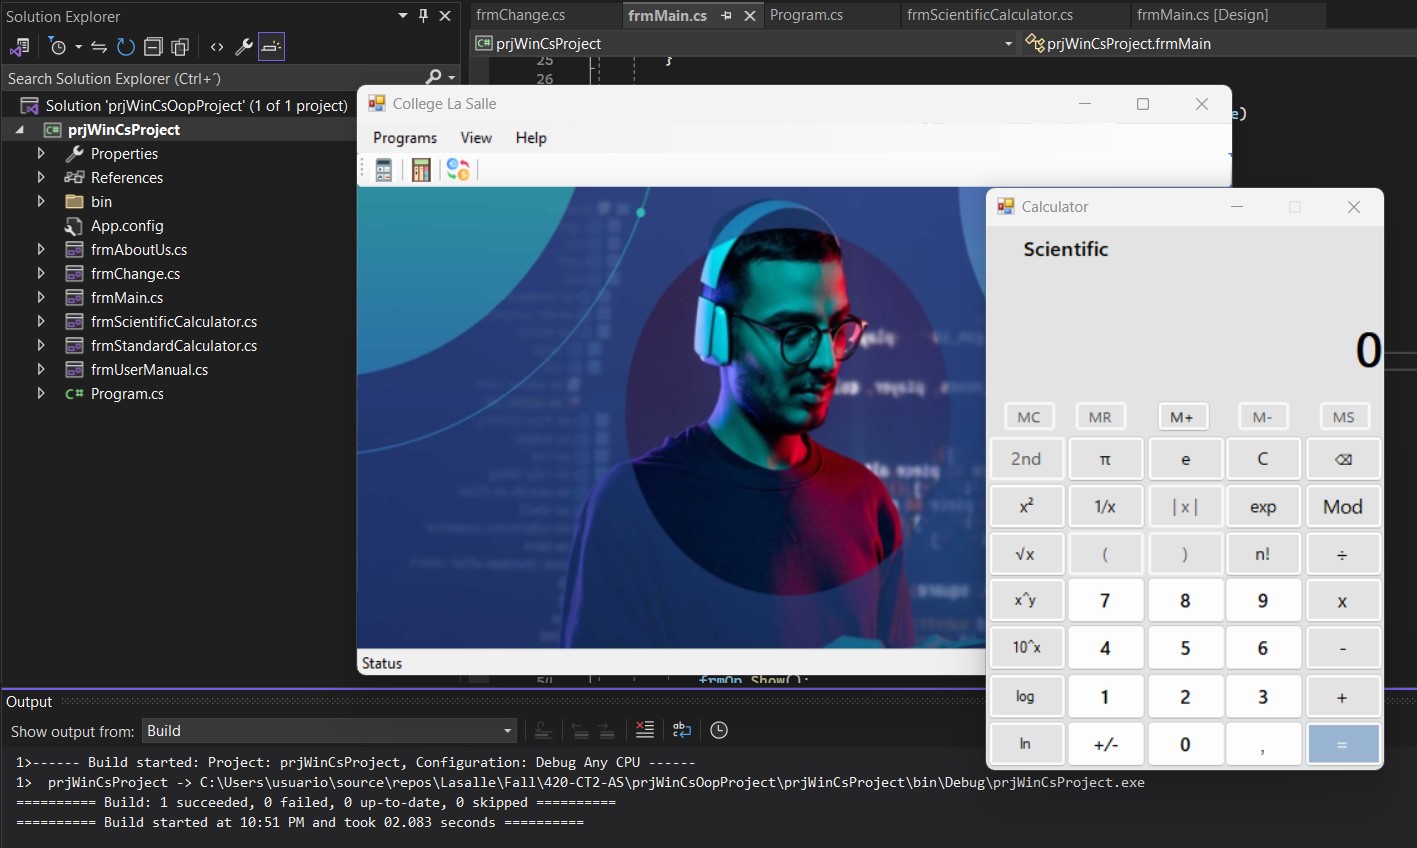 Solution Explorer
frmChange.cs
frmMain.cs
Program.cs
frmScientificCalculator.cs
frmMain.cs [Design]
prjWinCsProject
prjWinCsProject.frmMain
Search Solution Explorer (Ctrl+´)
25
26
}
e)
Solution 'prjWinCsOopProject' (1 of 1 project)
prjWinCsProject
Properties
References
bin
App.config
frmAboutUs.cs
frmChange.cs
frmMain.cs
frmScientificCalculator.cs
frmStandardCalculator.cs
frmUserManual.cs
C# Program.cs
College La Salle
Programs View Help
Status
frmOp.Show();
Calculator
Scientific
0
MC MR M+ M- MS
2nd π e C ⌫
x² 1/x |x| exp Mod
√x ( ) n! ÷
x^y 7 8 9 x
10^x 4 5 6 -
log 1 2 3 +
ln +/- 0 , =
Output
Show output from: Build
1>------ Build started: Project: prjWinCsProject, Configuration: Debug Any CPU ------
1>  prjWinCsProject -> C:\Users\usuario\source\repos\Lasalle\Fall\420-CT2-AS\prjWinCsOopProject\prjWinCsProject\bin\Debug\prjWinCsProject.exe
========== Build: 1 succeeded, 0 failed, 0 up-to-date, 0 skipped ==========
========== Build started at 10:51 PM and took 02.083 seconds ==========